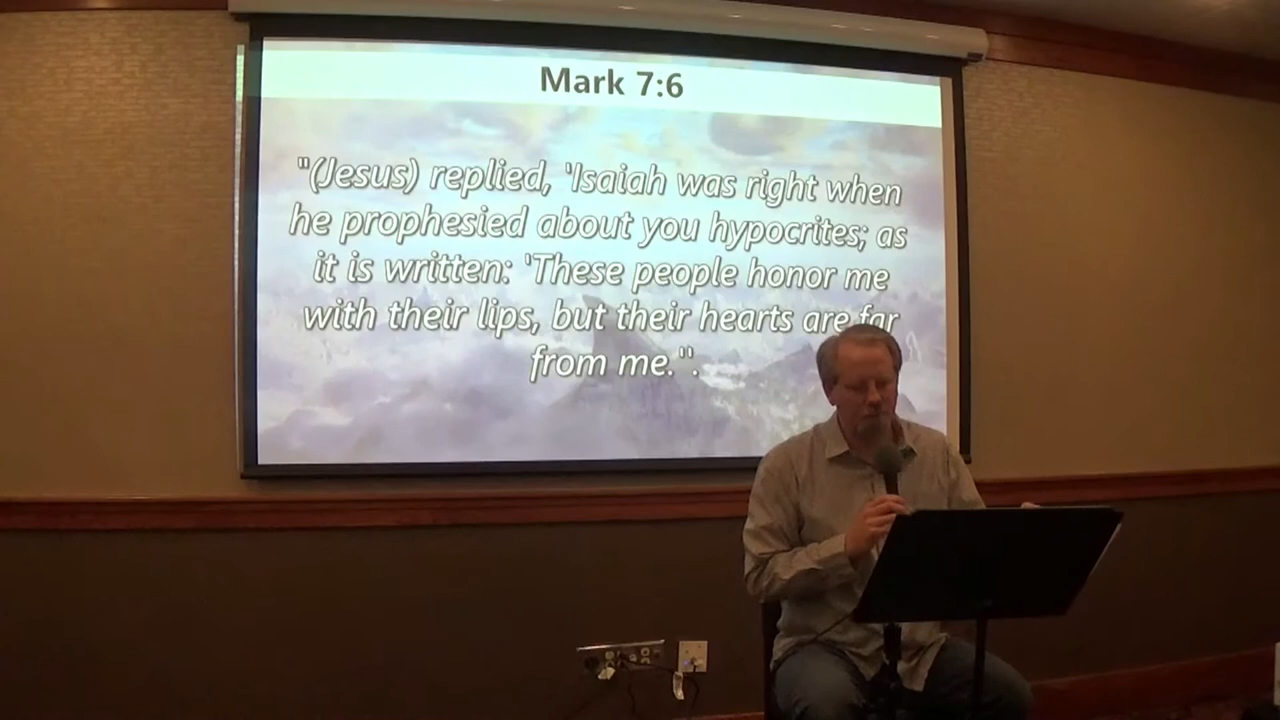 Mark 7:6
"(Jesus) replied, 'Isaiah was right when
he prophesied about you hypocrites; as
it is written: 'These people honor me
with their lips, but their hearts are far
from me.''.